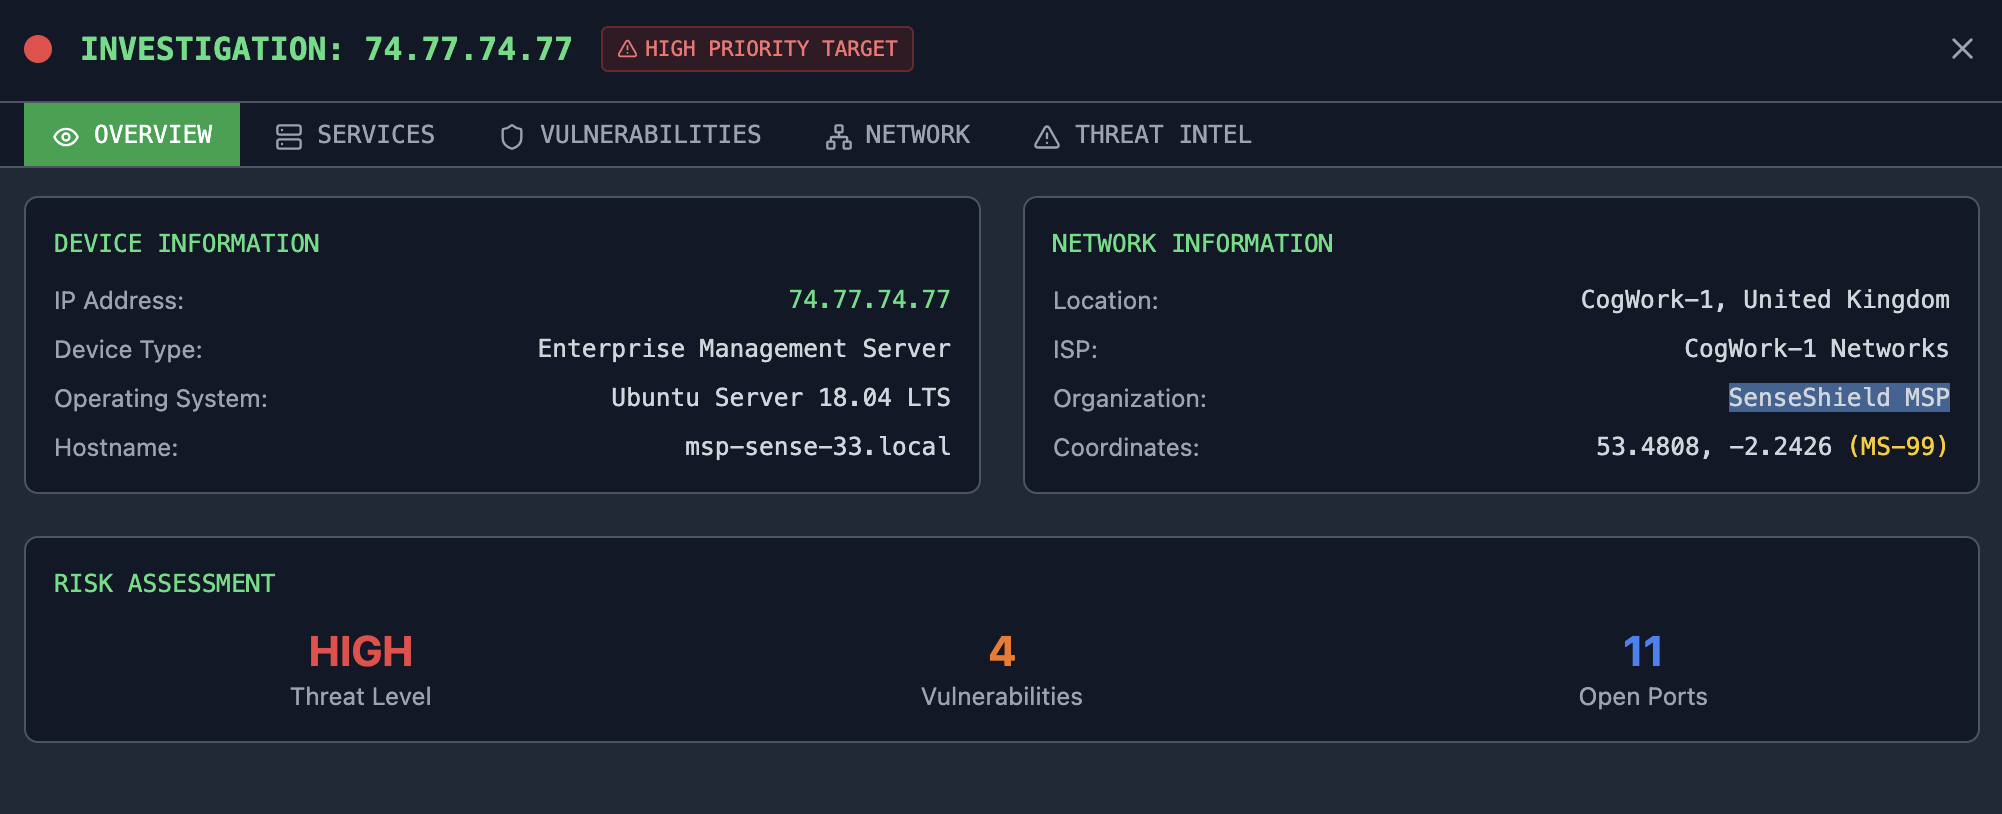 INVESTIGATION: 74.77.74.77
HIGH PRIORITY TARGET
OVERVIEW
SERVICES
VULNERABILITIES
NETWORK
THREAT INTEL
DEVICE INFORMATION
IP Address: 74.77.74.77
Device Type: Enterprise Management Server
Operating System: Ubuntu Server 18.04 LTS
Hostname: msp-sense-33.local
NETWORK INFORMATION
Location: CogWork-1, United Kingdom
ISP: CogWork-1 Networks
Organization: SenseShield MSP
Coordinates: 53.4808, -2.2426 (MS-99)
RISK ASSESSMENT
HIGH
Threat Level
4
Vulnerabilities
11
Open Ports